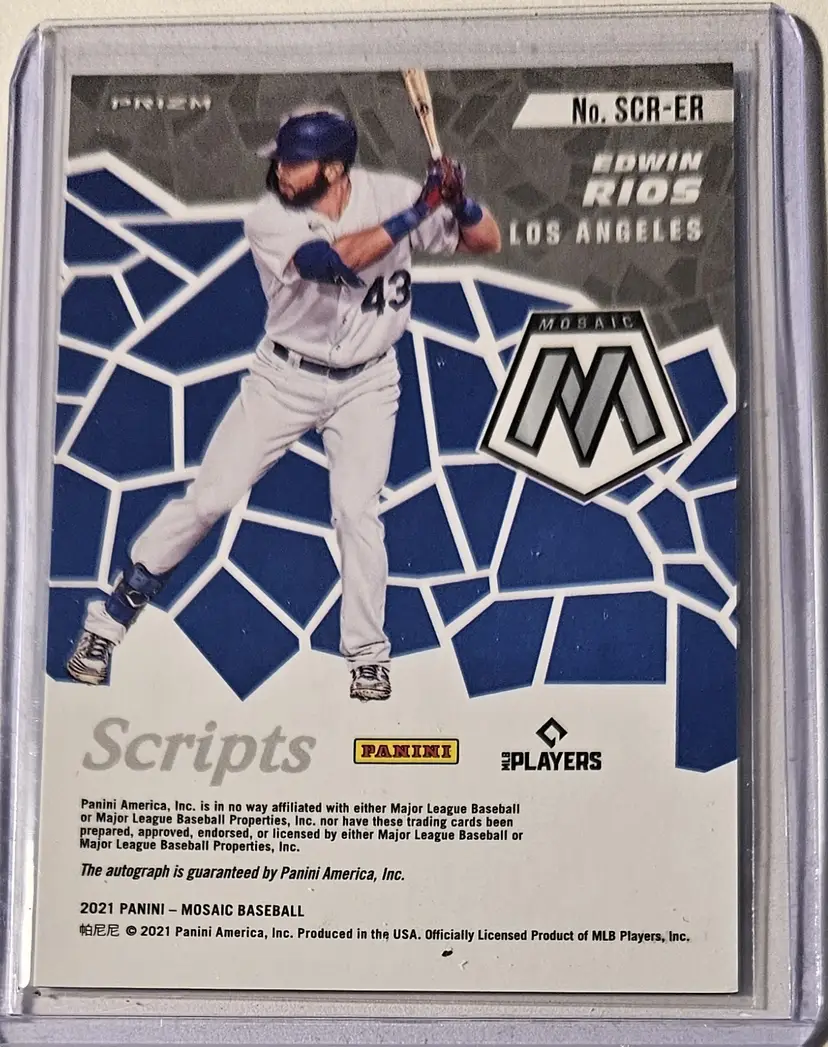 PRIZM
No. SCR-ER
EDWIN
RIOS
LOS ANGELES
43
MOSAIC
M
Scripts
PANINI
MLB PLAYERS
Panini America, Inc. is in no way affiliated with either Major League Baseball
or Major League Baseball Properties, Inc. nor have these trading cards been
prepared, approved, endorsed, or licensed by either Major League Baseball or
Major League Baseball Properties, Inc.
The autograph is guaranteed by Panini America, Inc.
2021 PANINI – MOSAIC BASEBALL
帕尼尼 © 2021 Panini America, Inc. Produced in the USA. Officially Licensed Product of MLB Players, Inc.